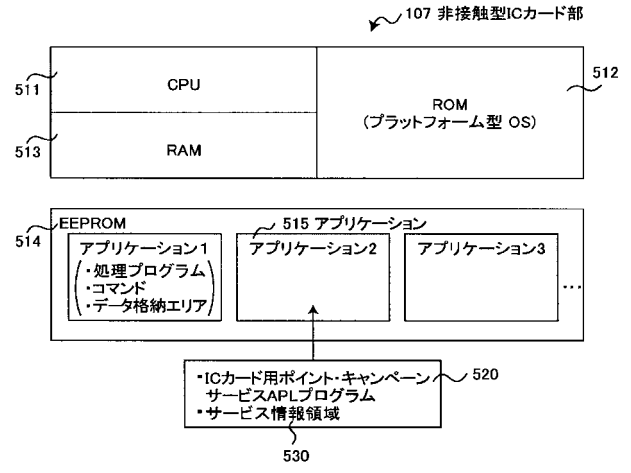 107 非接触型ICカード部
511
CPU
ROM
(プラットフォーム型 OS)
512
513
RAM
514
EEPROM
515 アプリケーション
アプリケーション1
・処理プログラム
・コマンド
・データ格納エリア
アプリケーション2
アプリケーション3
…
・ICカード用ポイント・キャンペーン
サービスAPLプログラム
・サービス情報領域
520
530